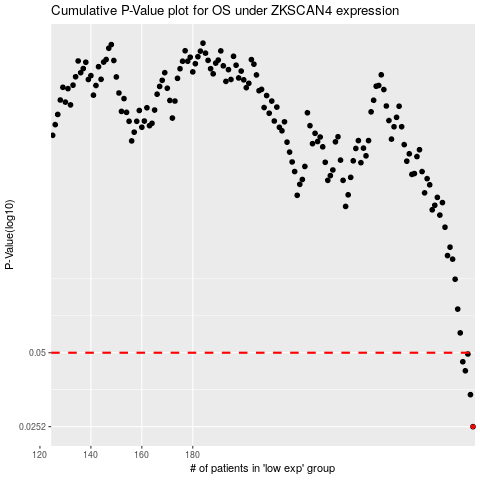 Cumulative P-Value plot for OS under ZKSCAN4 expression
P-Value(log10)
0.05
0.0252
120 140 160 180
# of patients in 'low exp' group